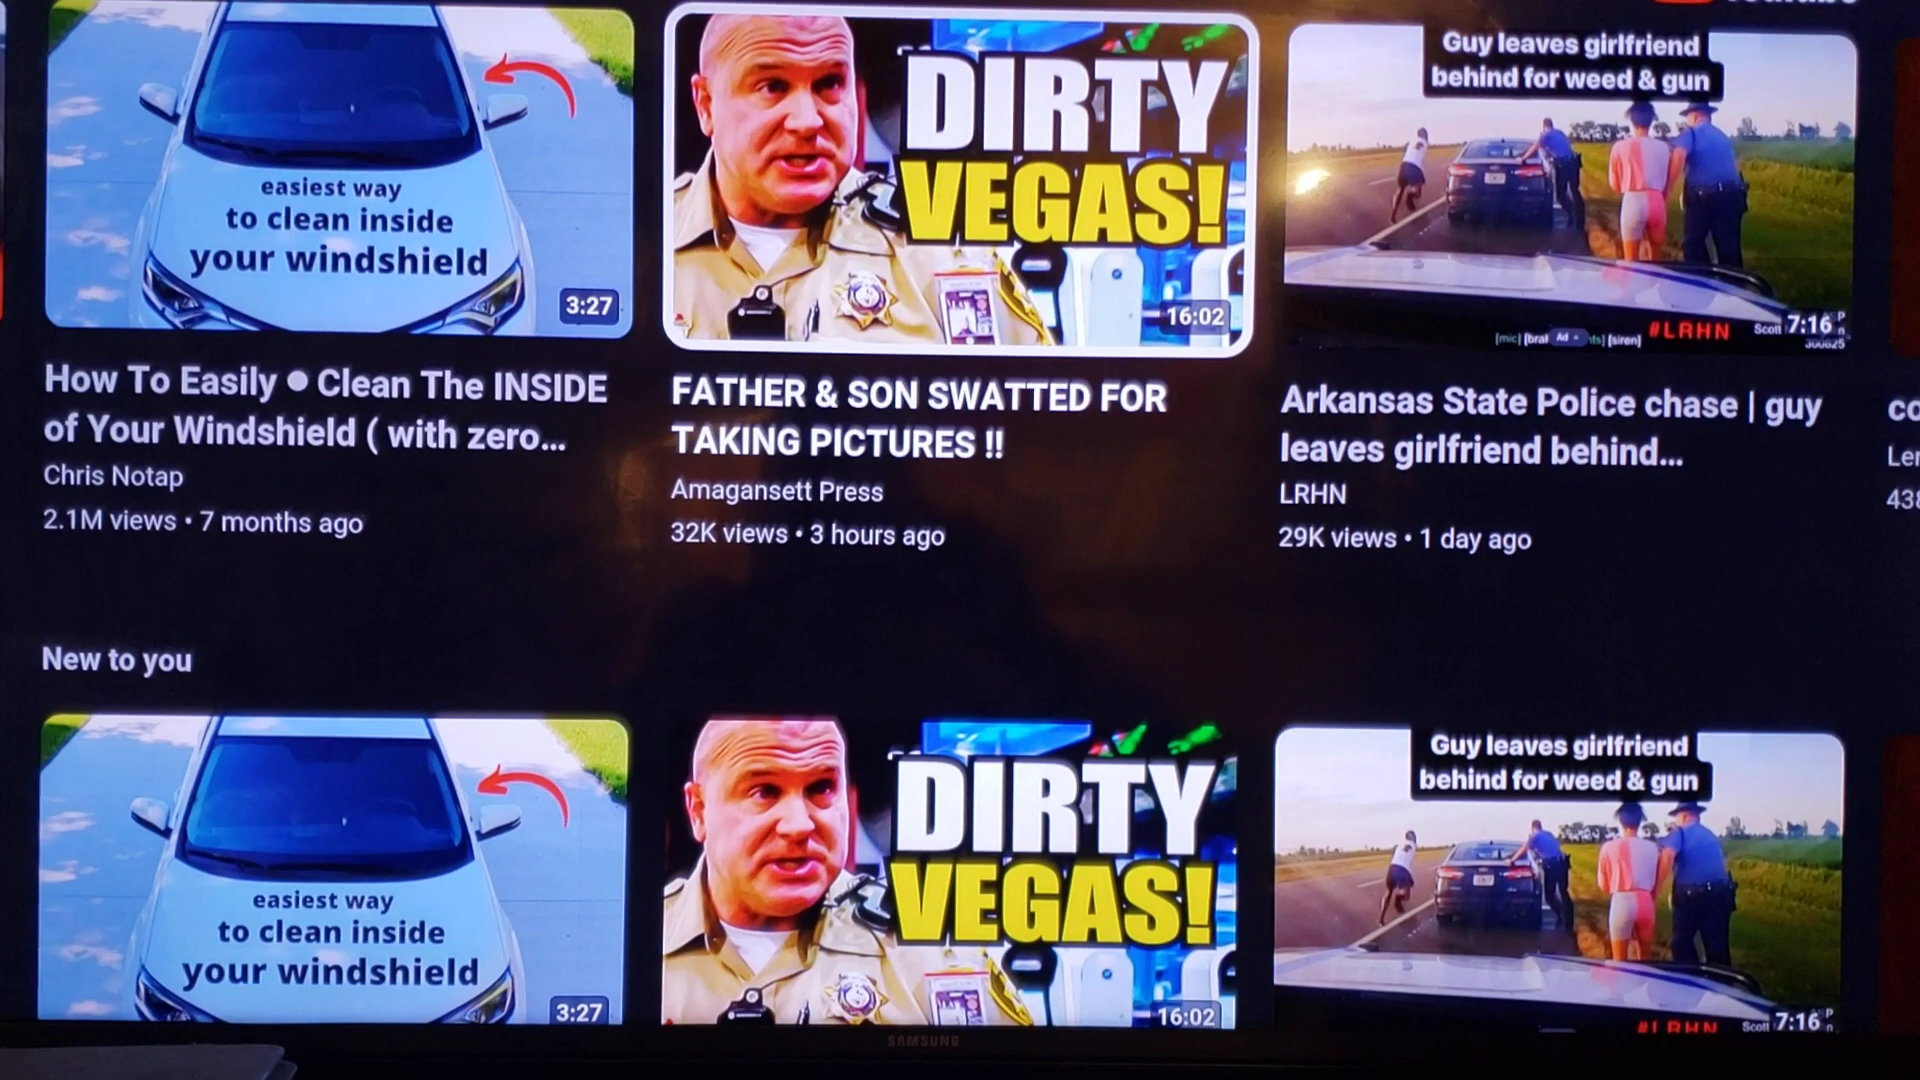 Guy leaves girlfriend
behind for weed & gun
DIRTY
VEGAS!
easiest way
to clean inside
your windshield
3:27
16:02
#LRHN
Scott
7:16
[siren]
How To Easily ● Clean The INSIDE
of Your Windshield ( with zero...
Chris Notap
2.1M views • 7 months ago
FATHER & SON SWATTED FOR
TAKING PICTURES !!
Amagansett Press
32K views • 3 hours ago
Arkansas State Police chase | guy
leaves girlfriend behind...
LRHN
29K views • 1 day ago
New to you
Guy leaves girlfriend
behind for weed & gun
DIRTY
VEGAS!
easiest way
to clean inside
your windshield
3:27
16:02
#LRHN
Scott
7:16
SAMSUNG